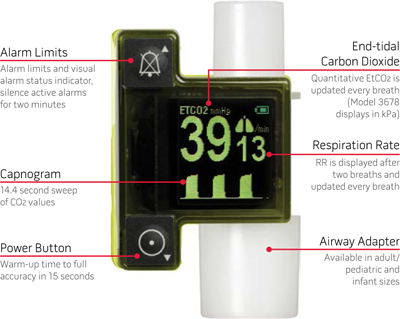 Alarm Limits
Alarm limits and visual
alarm status indicator,
silence active alarms
for two minutes
Capnogram
14.4 second sweep
of CO2 values
Power Button
Warm-up time to full
accuracy in 15 seconds
ETCO2 mmHg
39
/min
13
End-tidal
Carbon Dioxide
Quantitative EtCO2 is
updated every breath
(Model 3678
displays in kPa)
Respiration Rate
RR is displayed after
two breaths and
updated every breath
Airway Adapter
Available in adult/
pediatric and
infant sizes